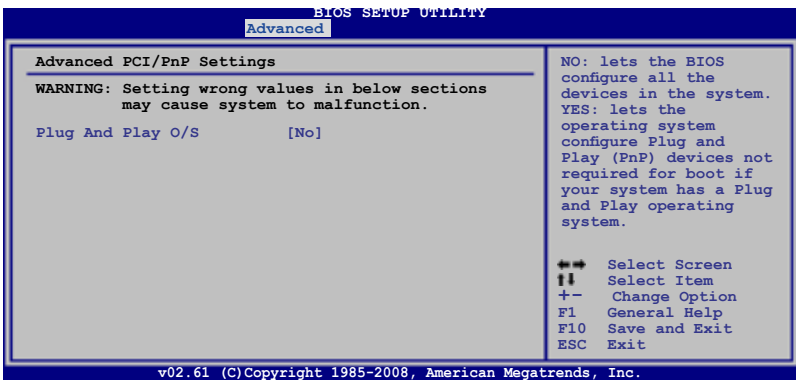 BIOS SETUP UTILITY
Advanced
Advanced PCI/PnP Settings
WARNING: Setting wrong values in below sections
may cause system to malfunction.
Plug And Play O/S [No]
NO: lets the BIOS
configure all the
devices in the system.
YES: lets the
operating system
configure Plug and
Play (PnP) devices not
required for boot if
your system has a Plug
and Play operating
system.
←→ Select Screen
↑↓ Select Item
+- Change Option
F1 General Help
F10 Save and Exit
ESC Exit
v02.61 (C)Copyright 1985-2008, American Megatrends, Inc.